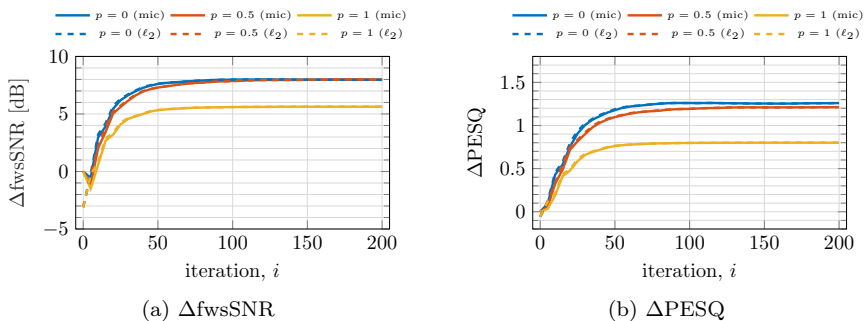 p = 0 (mic) p = 0.5 (mic) p = 1 (mic)
p = 0 (ℓ₂) p = 0.5 (ℓ₂) p = 1 (ℓ₂)
10
5
0
−5
ΔfwsSNR [dB]
0 50 100 150 200
iteration, i
(a) ΔfwsSNR
p = 0 (mic) p = 0.5 (mic) p = 1 (mic)
p = 0 (ℓ₂) p = 0.5 (ℓ₂) p = 1 (ℓ₂)
1.5
1
0.5
0
ΔPESQ
0 50 100 150 200
iteration, i
(b) ΔPESQ